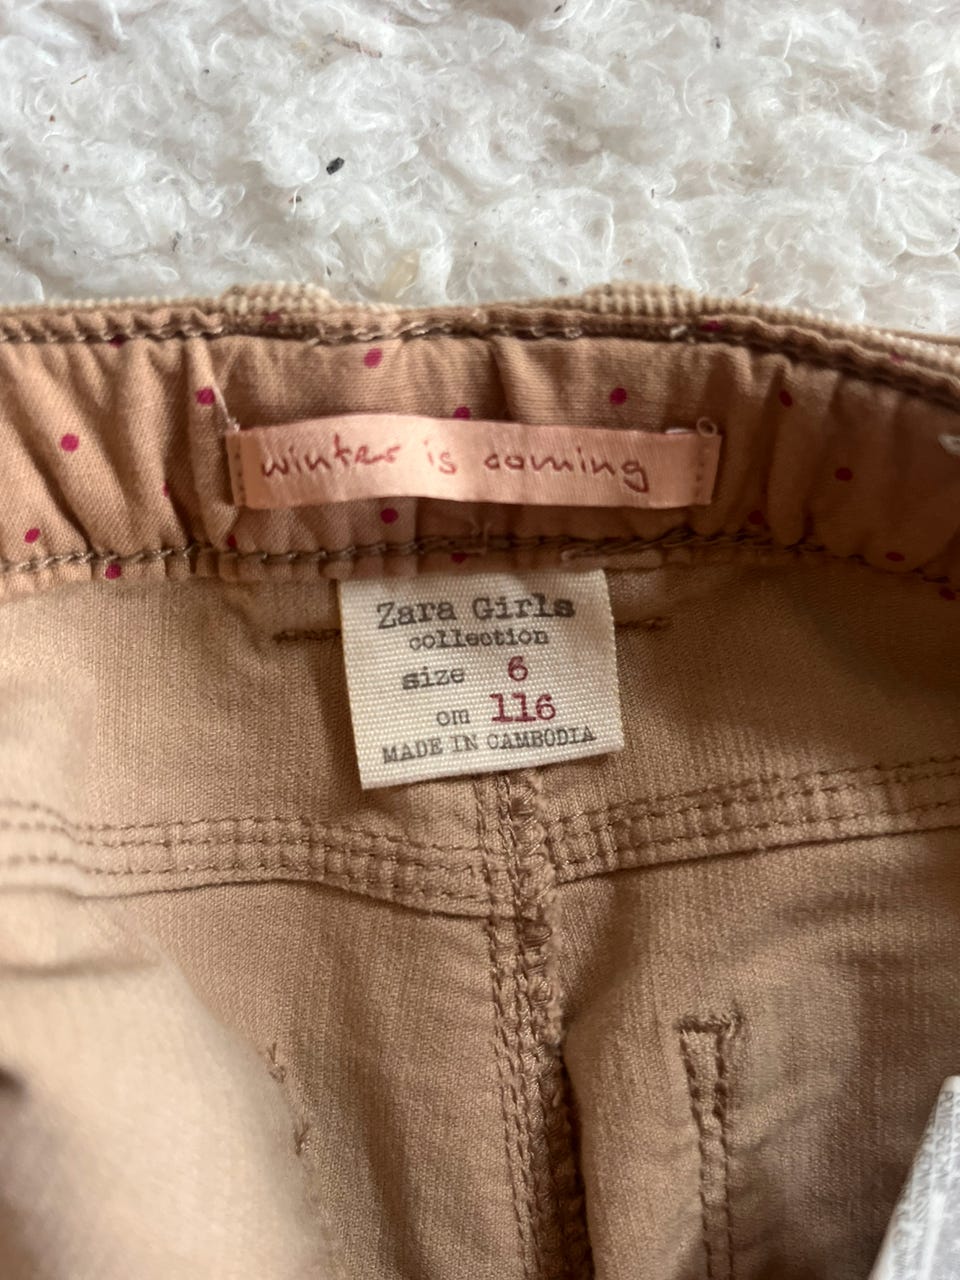 winter is coming
Zara Girls
collection
size 6
cm 116
MADE IN CAMBODIA